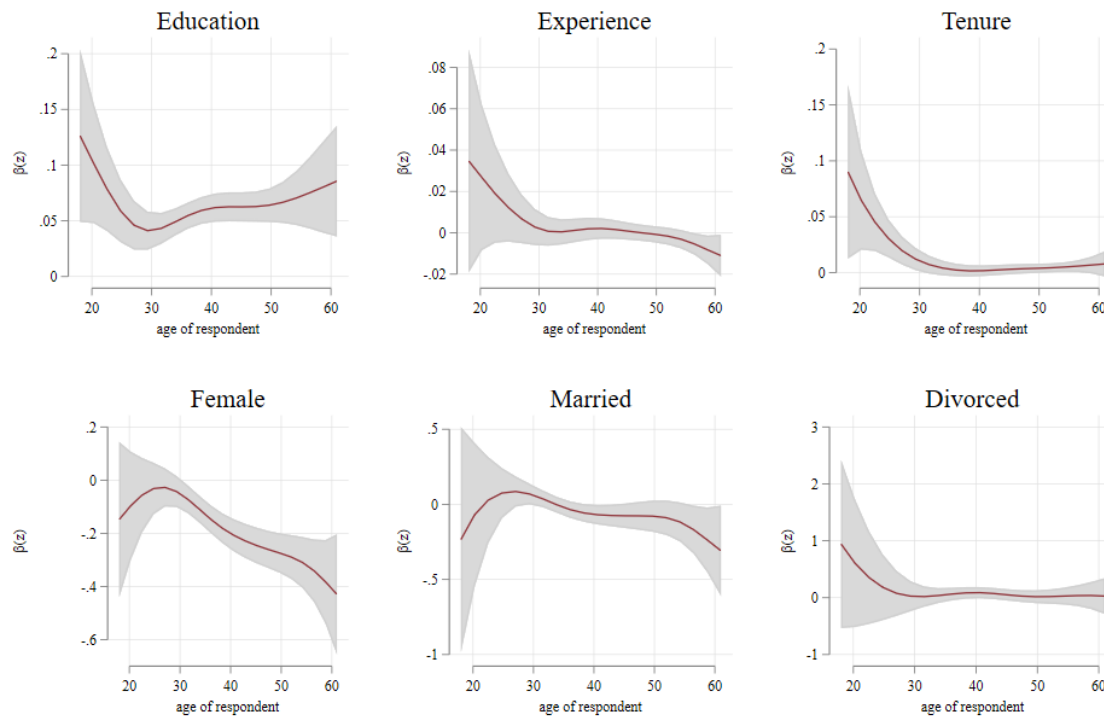 Education
Experience
Tenure
β(z)
.2
.15
.1
.05
0
20 30 40 50 60
age of respondent
β(z)
.08
.06
.04
.02
0
-.02
20 30 40 50 60
age of respondent
β(z)
.2
.15
.1
.05
0
20 30 40 50 60
age of respondent
Female
Married
Divorced
β(z)
.2
0
-.2
-.4
-.6
20 30 40 50 60
age of respondent
β(z)
.5
0
-.5
-1
20 30 40 50 60
age of respondent
β(z)
3
2
1
0
-1
20 30 40 50 60
age of respondent